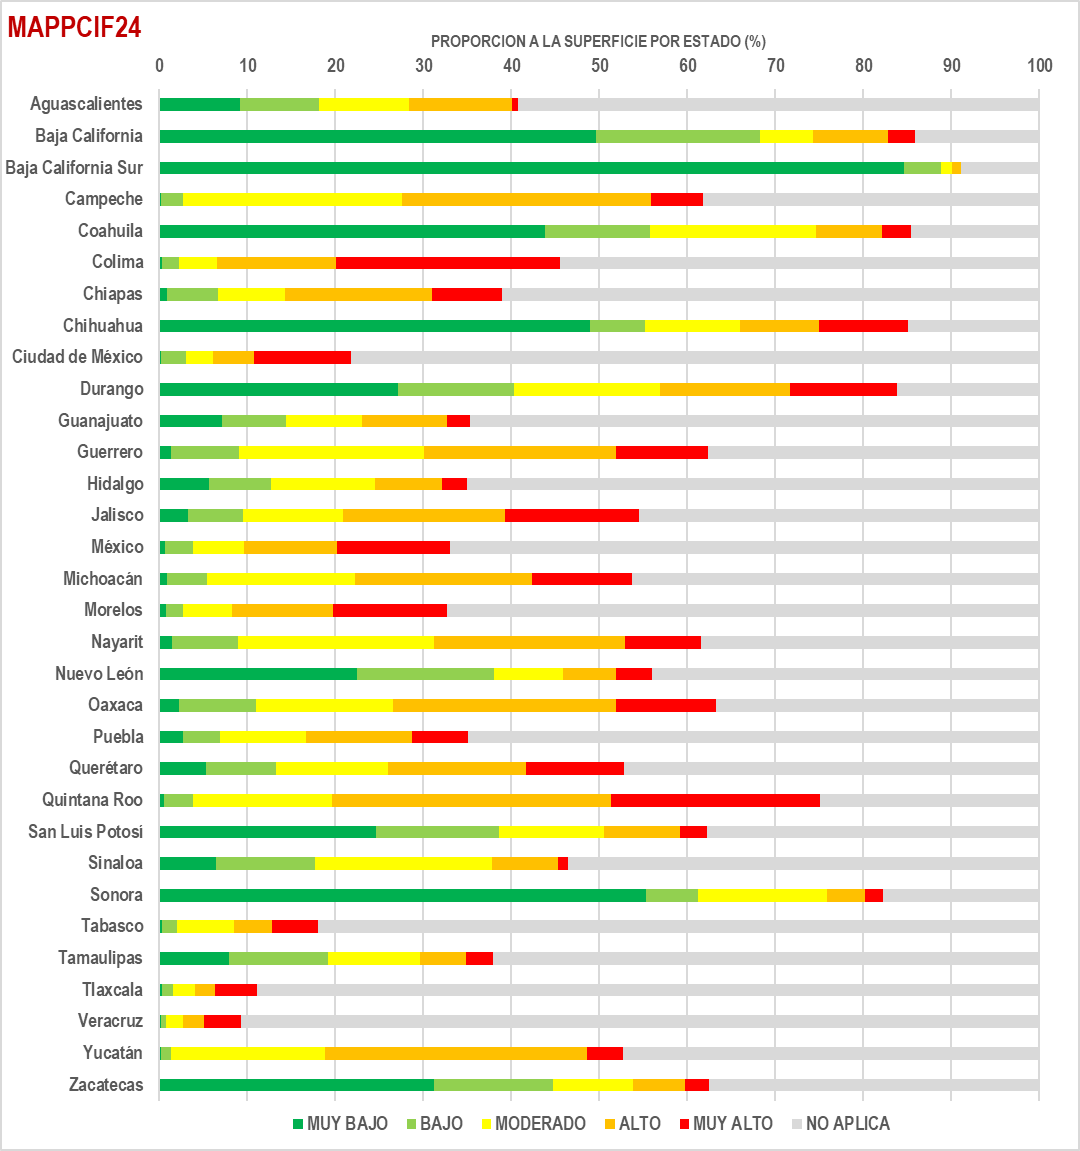 MAPPCIF24
PROPORCION A LA SUPERFICIE POR ESTADO (%)
0 10 20 30 40 50 60 70 80 90 100
Aguascalientes
Baja California
Baja California Sur
Campeche
Coahuila
Colima
Chiapas
Chihuahua
Ciudad de México
Durango
Guanajuato
Guerrero
Hidalgo
Jalisco
México
Michoacán
Morelos
Nayarit
Nuevo León
Oaxaca
Puebla
Querétaro
Quintana Roo
San Luis Potosí
Sinaloa
Sonora
Tabasco
Tamaulipas
Tlaxcala
Veracruz
Yucatán
Zacatecas
MUY BAJO BAJO MODERADO ALTO MUY ALTO NO APLICA